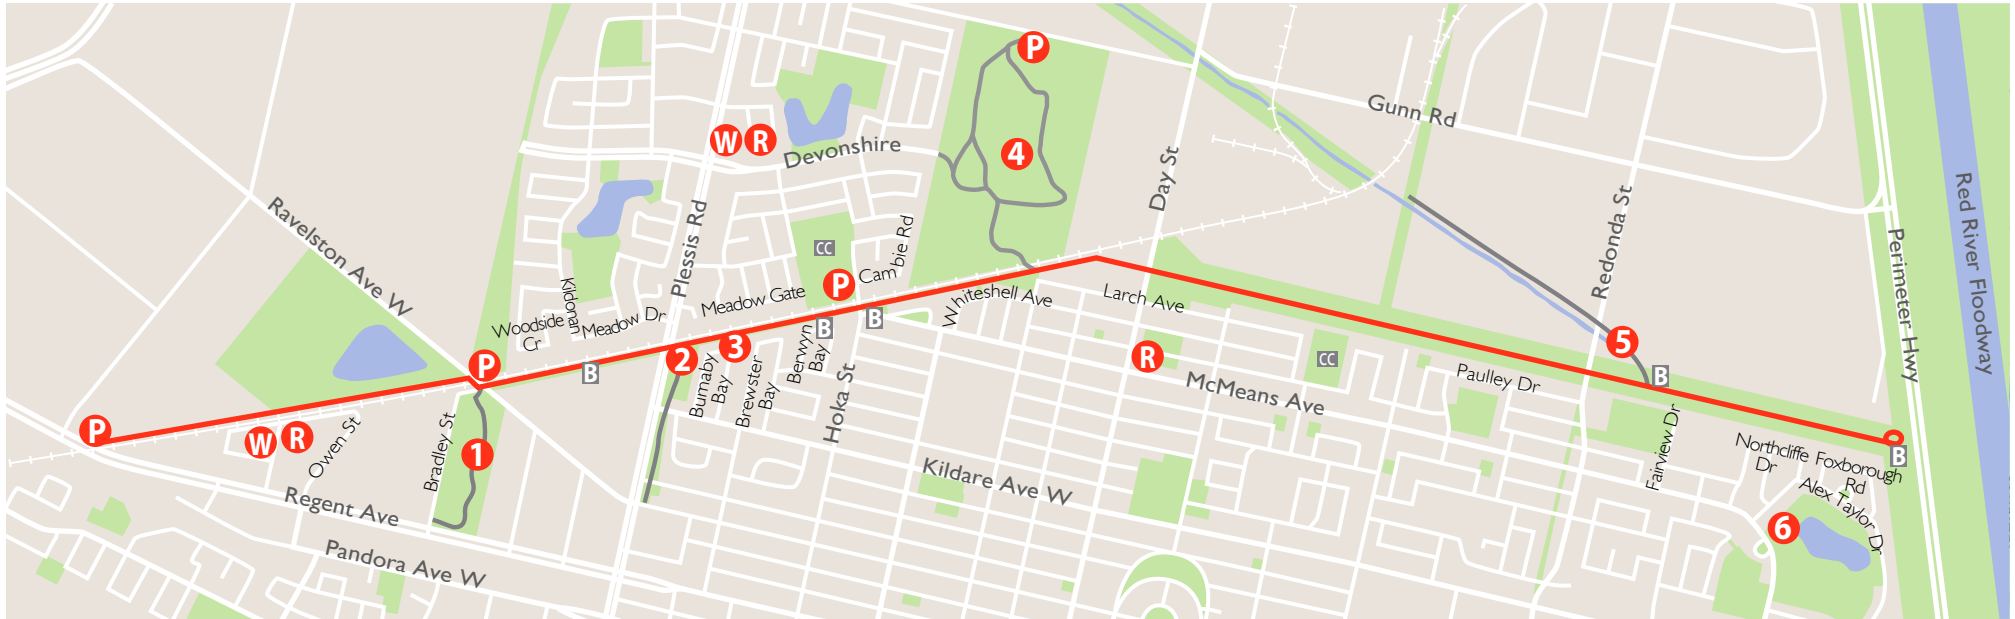 P
Gunn Rd
W R
Devonshire
4
Day St
Ravelston Ave W
Plessis Rd
Redonda St
Red River Floodway
Perimeter Hwy
CC
Cambie Rd
P
Kildonan
Meadow Gate
Meadow Dr
Woodside
Cr
Whiteshell Ave
Larch Ave
B
B
P
B
2
3
Burnaby
Bay
Brewster
Bay
Berwyn
Bay
Hoka St
R
CC
5
B
McMeans Ave
Paulley Dr
Fairview Dr
P
W R
Owen St
Bradley St
1
Regent Ave
Pandora Ave W
Kildare Ave W
Northcliffe
Dr
Foxborough
Rd
B
Alex Taylor Dr
6